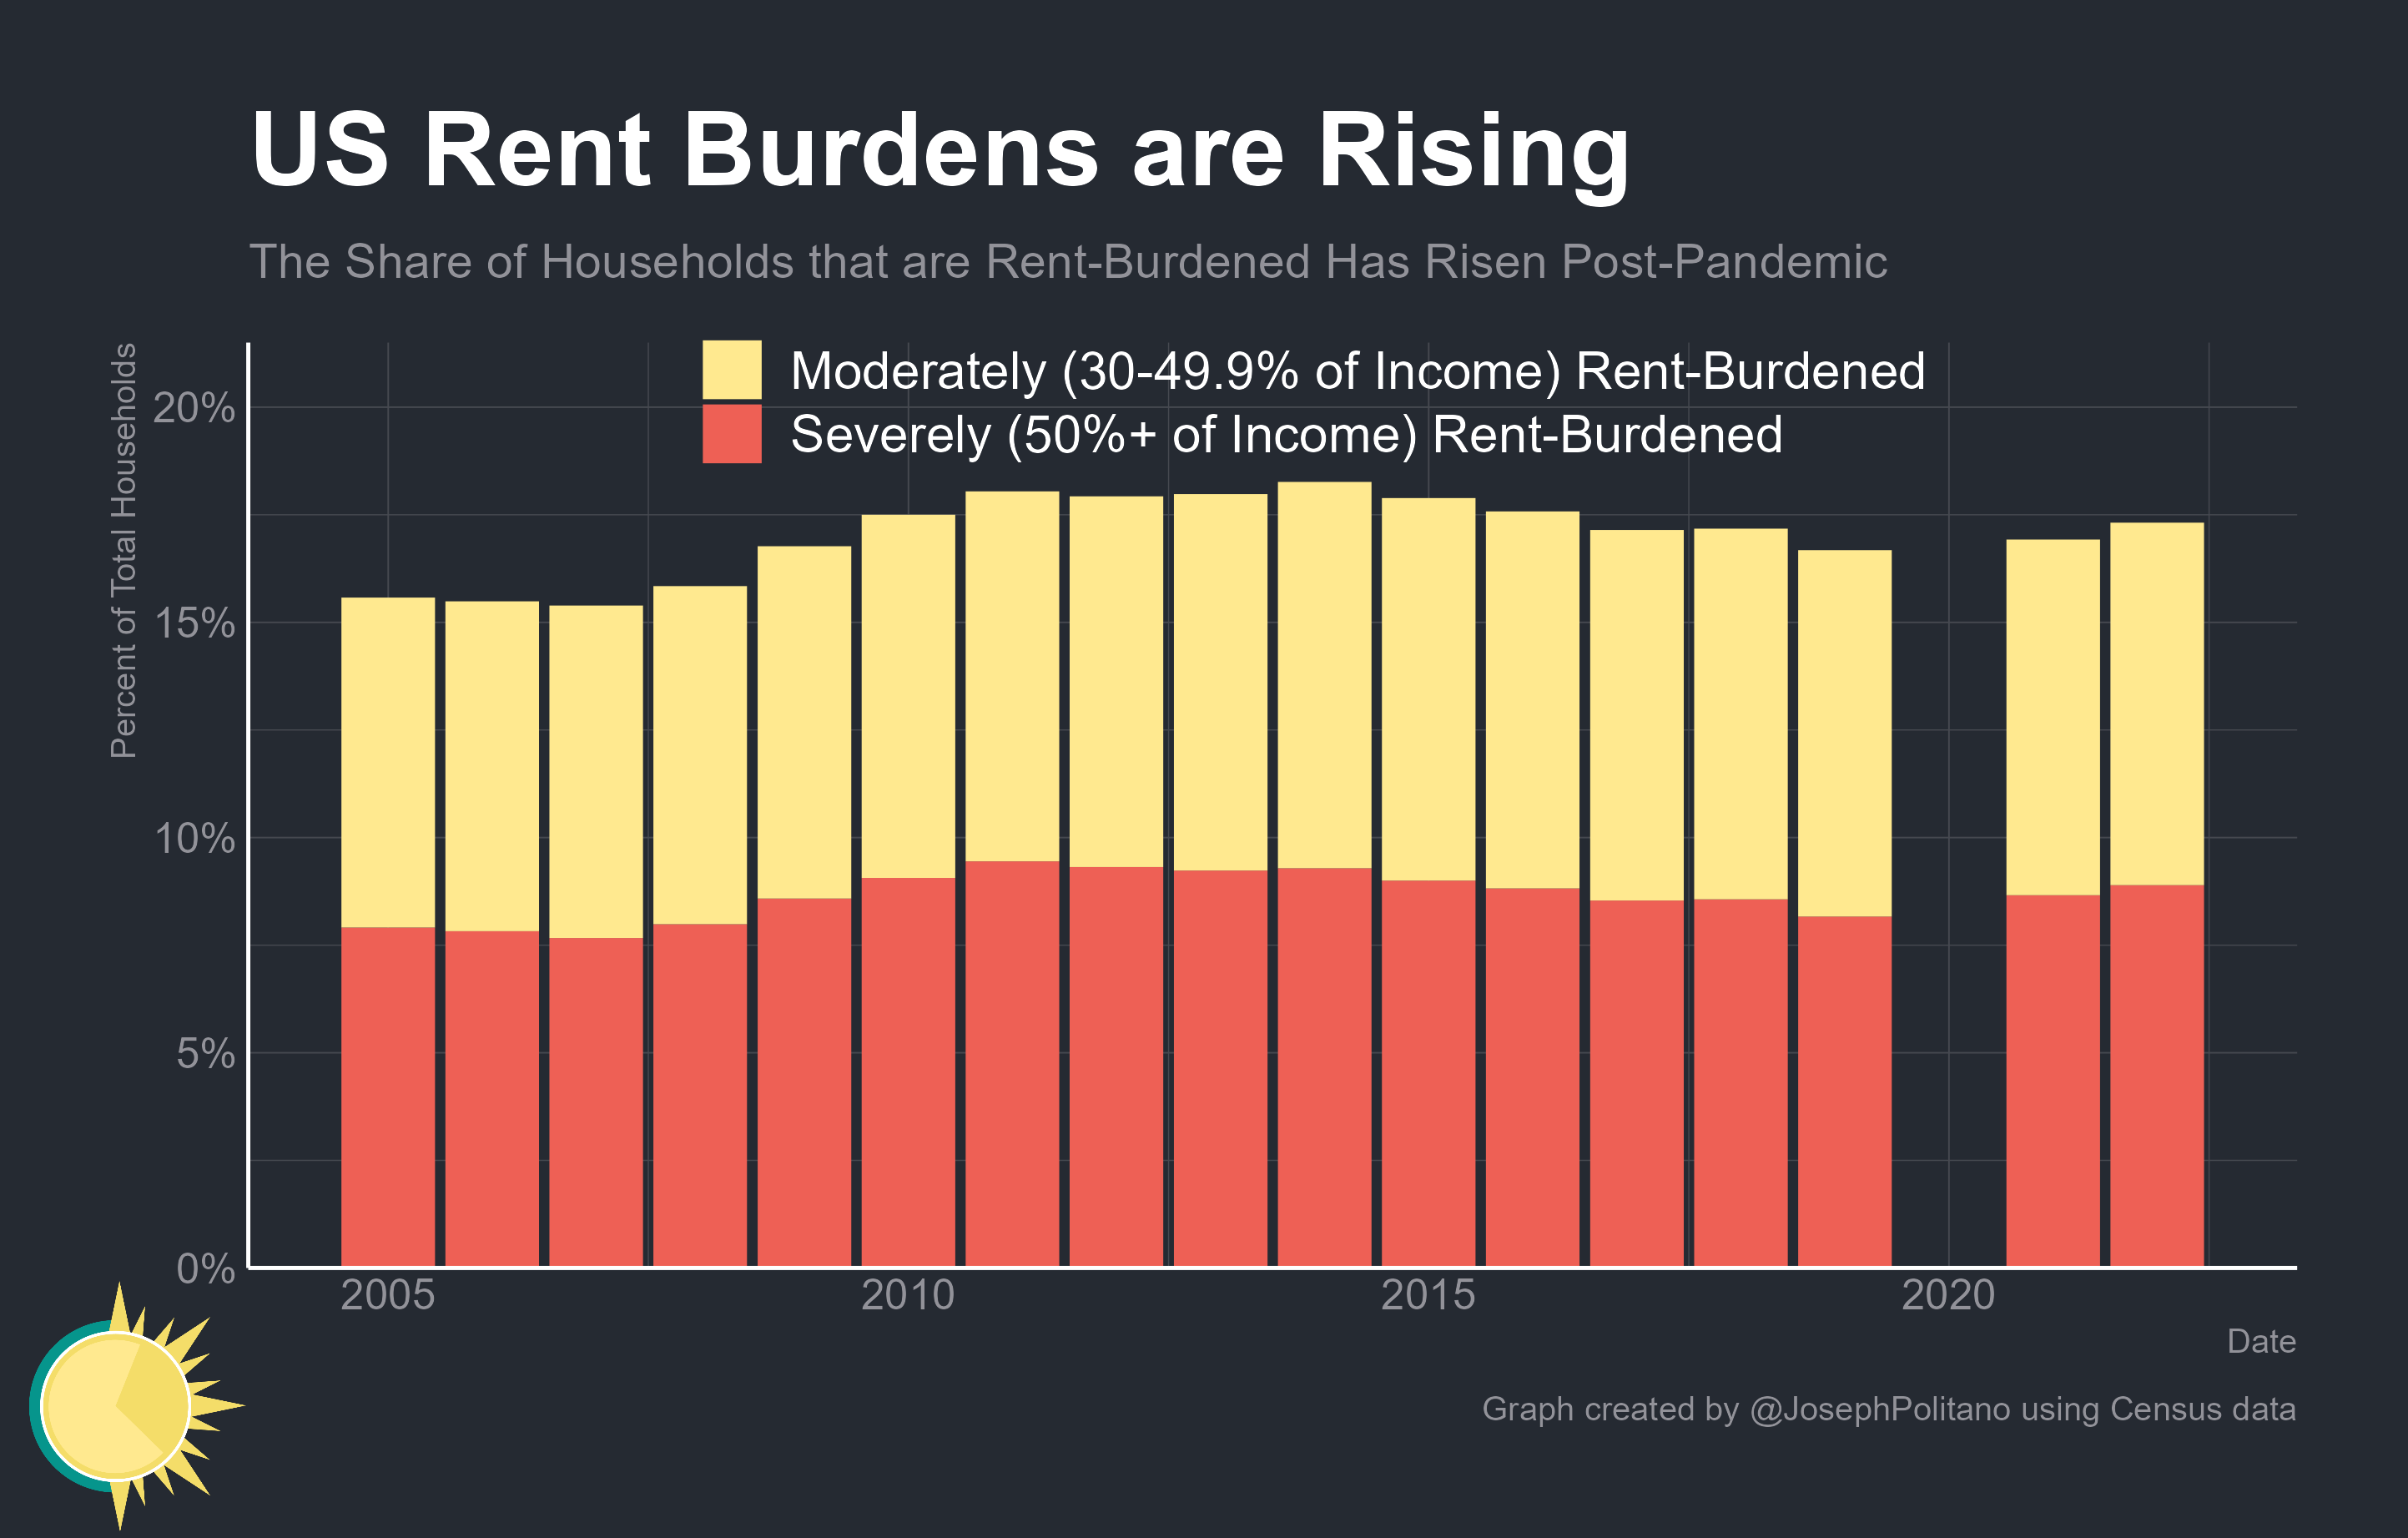 US Rent Burdens are Rising
The Share of Households that are Rent-Burdened Has Risen Post-Pandemic
Percent of Total Households
Moderately (30-49.9% of Income) Rent-Burdened
Severely (50%+ of Income) Rent-Burdened
20%
15%
10%
5%
0%
2005 2010 2015 2020
Date
Graph created by @JosephPolitano using Census data